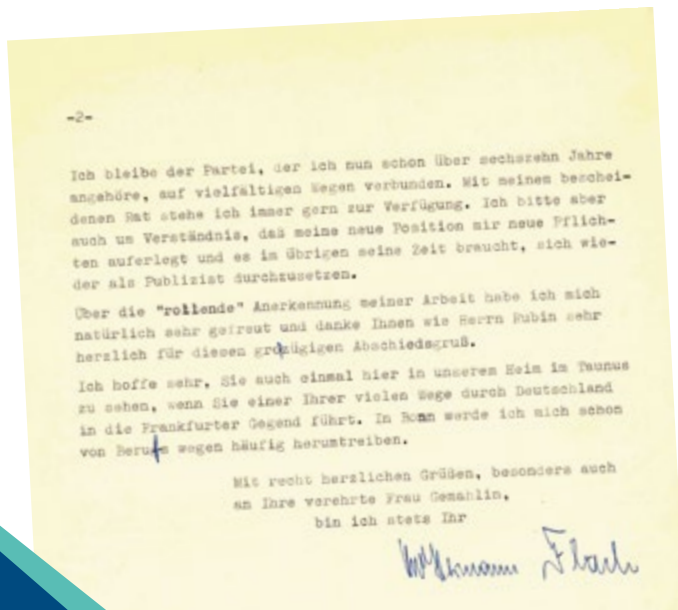 -2-
Ich bleibe der Partei, der ich nun schon über sechszehn Jahre
angehöre, auf vielfältigen Wegen verbunden. Mit meinem beschei-
denen Rat stehe ich immer gern zur Verfügung. Ich bitte aber
auch um Verständnis, daß meine neue Position mir neue Pflich-
ten auferlegt und es im übrigen seine Zeit braucht, sich wie-
der als Publizist durchzusetzen.
Über die "rollende" Anerkennung meiner Arbeit habe ich mich
natürlich sehr gefreut und danke Ihnen wie Herrn Rubin sehr
herzlich für diesen großzügigen Abschiedsgruß.
Ich hoffe sehr, Sie auch einmal hier in unserem Heim im Taunus
zu sehen, wenn Sie einer Ihrer vielen Wege durch Deutschland
in die Frankfurter Gegend führt. In Bonn werde ich mich schon
von Berufs wegen häufig herumtreiben.
Mit recht herzlichen Grüßen, besonders auch
an Ihre verehrte Frau Gemahlin,
bin ich stets Ihr
Flach